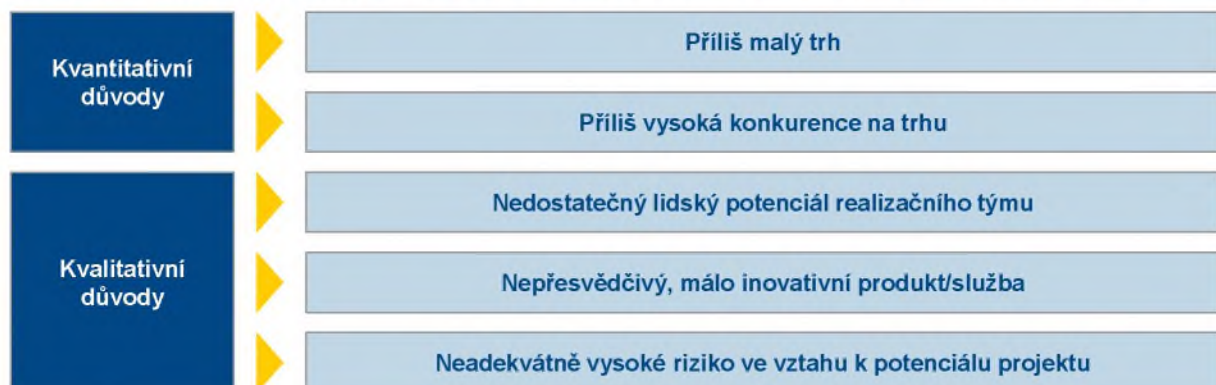 Kvantitativní
důvody
Příliš malý trh
Příliš vysoká konkurence na trhu
Kvalitativní
důvody
Nedostatečný lidský potenciál realizačního týmu
Nepřesvědčivý, málo inovativní produkt/služba
Neadekvátně vysoké riziko ve vztahu k potenciálu projektu